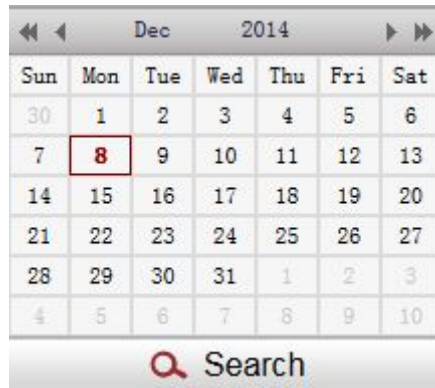 Dec 2014
Sun Mon Tue Wed Thu Fri Sat
30 1 2 3 4 5 6
7 8 9 10 11 12 13
14 15 16 17 18 19 20
21 22 23 24 25 26 27
28 29 30 31 1 2 3
4 5 6 7 8 9 10
Search